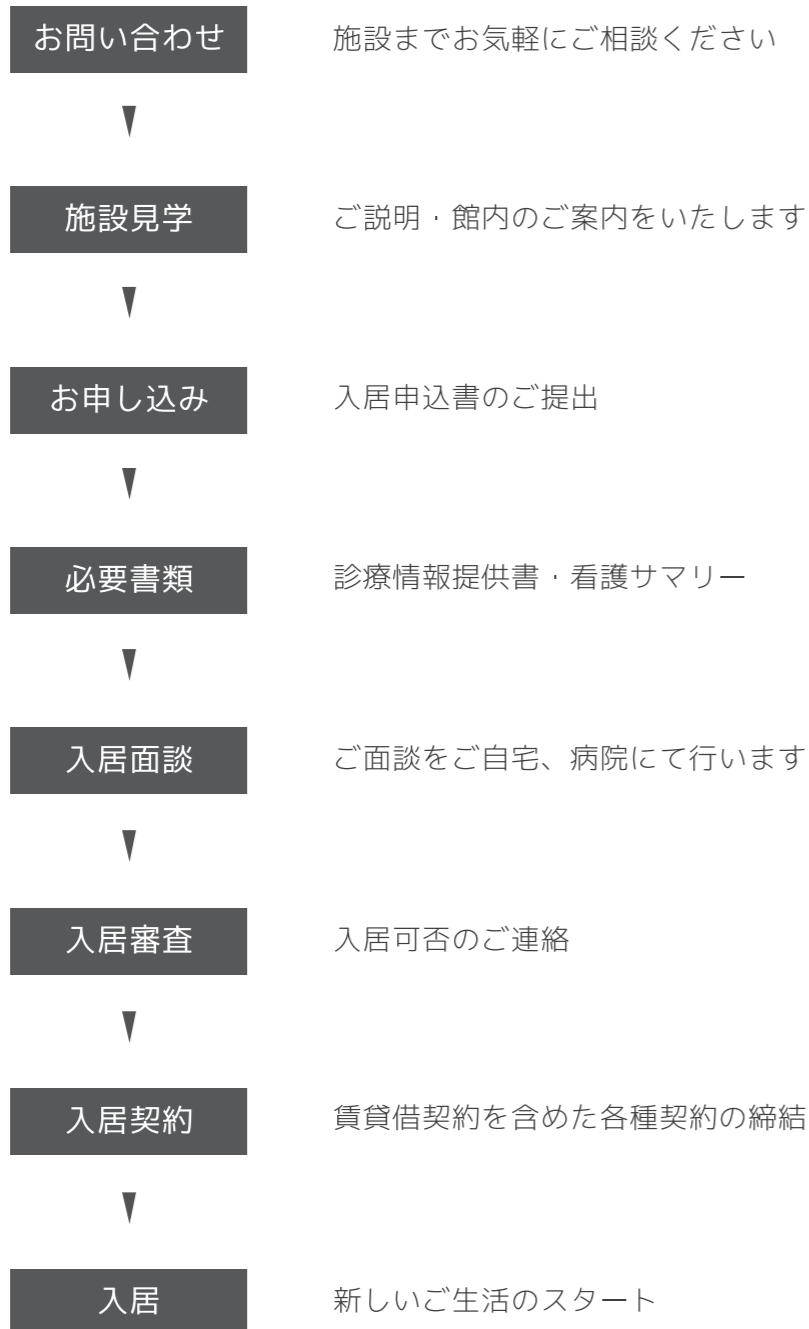 お問い合わせ
施設までお気軽にご相談ください
施設見学
ご説明・館内のご案内をいたします
お申し込み
入居申込書のご提出
必要書類
診療情報提供書・看護サマリー
入居面談
ご面談をご自宅、病院にて行います
入居審査
入居可否のご連絡
入居契約
賃貸借契約を含めた各種契約の締結
入居
新しいご生活のスタート